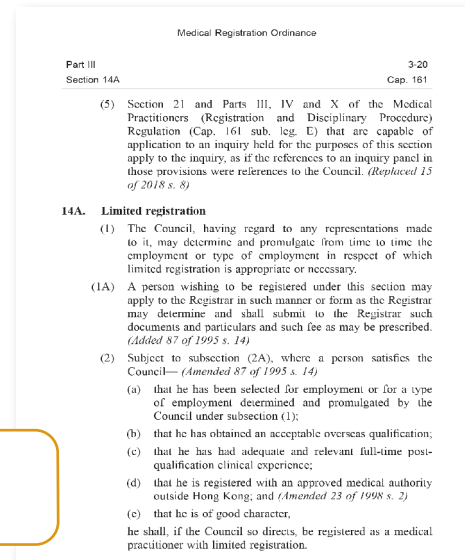 Medical Registration Ordinance
Part III 3-20
Section 14A Cap. 161
(5) Section 21 and Parts III, IV and X of the Medical
Practitioners (Registration and Disciplinary Procedure)
Regulation (Cap. 161 sub. leg. E) that are capable of
application to an inquiry held for the purposes of this section
apply to the inquiry, as if the references to an inquiry panel in
those provisions were references to the Council. (Replaced 15
of 2018 s. 8)
14A. Limited registration
(1) The Council, having regard to any representations made
to it, may determine and promulgate from time to time the
employment or type of employment in respect of which
limited registration is appropriate or necessary.
(1A) A person wishing to be registered under this section may
apply to the Registrar in such manner or form as the Registrar
may determine and shall submit to the Registrar such
documents and particulars and such fee as may be prescribed.
(Added 87 of 1995 s. 14)
(2) Subject to subsection (2A), where a person satisfies the
Council— (Amended 87 of 1995 s. 14)
(a) that he has been selected for employment or for a type
of employment determined and promulgated by the
Council under subsection (1);
(b) that he has obtained an acceptable overseas qualification;
(c) that he has had adequate and relevant full-time post-
qualification clinical experience;
(d) that he is registered with an approved medical authority
outside Hong Kong; and (Amended 23 of 1998 s. 2)
(e) that he is of good character,
he shall, if the Council so directs, be registered as a medical
practitioner with limited registration.